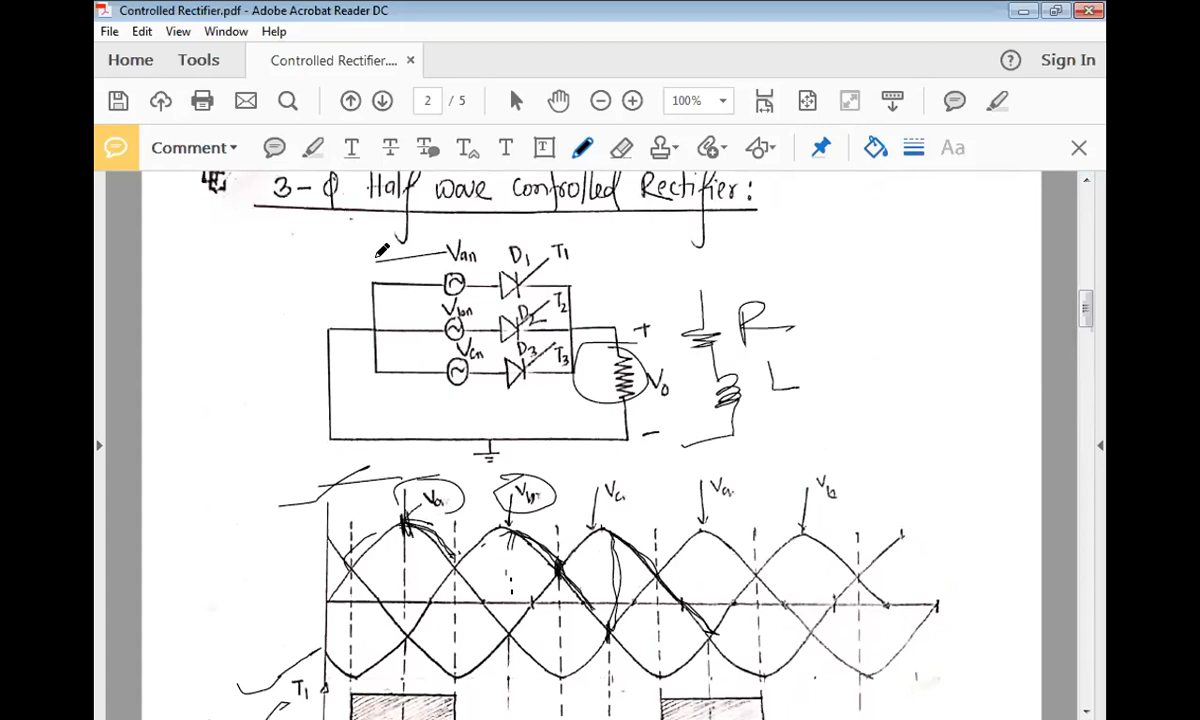 Controlled Rectifier.pdf - Adobe Acrobat Reader DC
File Edit View Window Help
Home Tools Controlled Rectifier.... × Sign In
2 / 5 100%
Comment T T T T T Aa
3-ϕ Half wave controlled Rectifier:
Van D1 T1
Vbn D2 T2
Vcn D3 T3
+
V0
-
R
L
Va Vb Vc Va Vb
T1